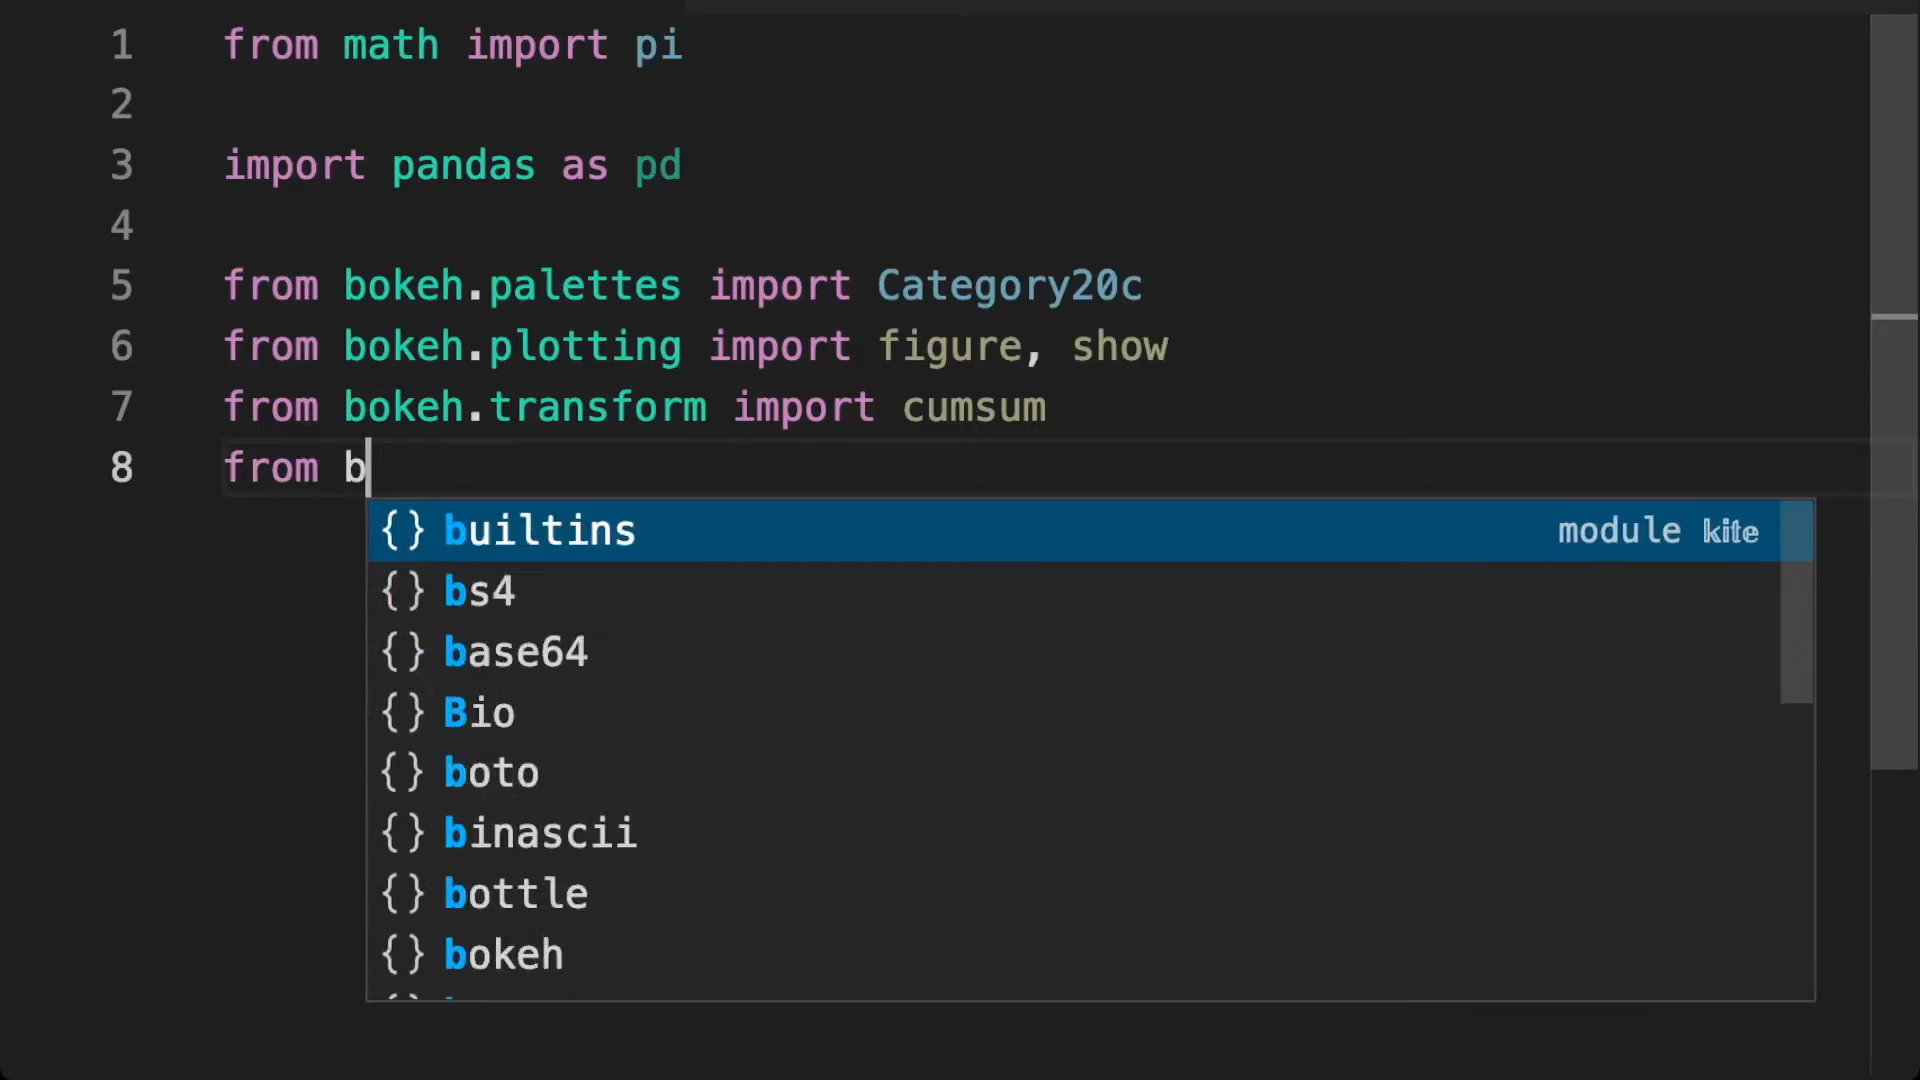 1 from math import pi
2
3 import pandas as pd
4
5 from bokeh.palettes import Category20c
6 from bokeh.plotting import figure, show
7 from bokeh.transform import cumsum
8 from b
{} builtins module kite
{} bs4
{} base64
{} Bio
{} boto
{} binascii
{} bottle
{} bokeh